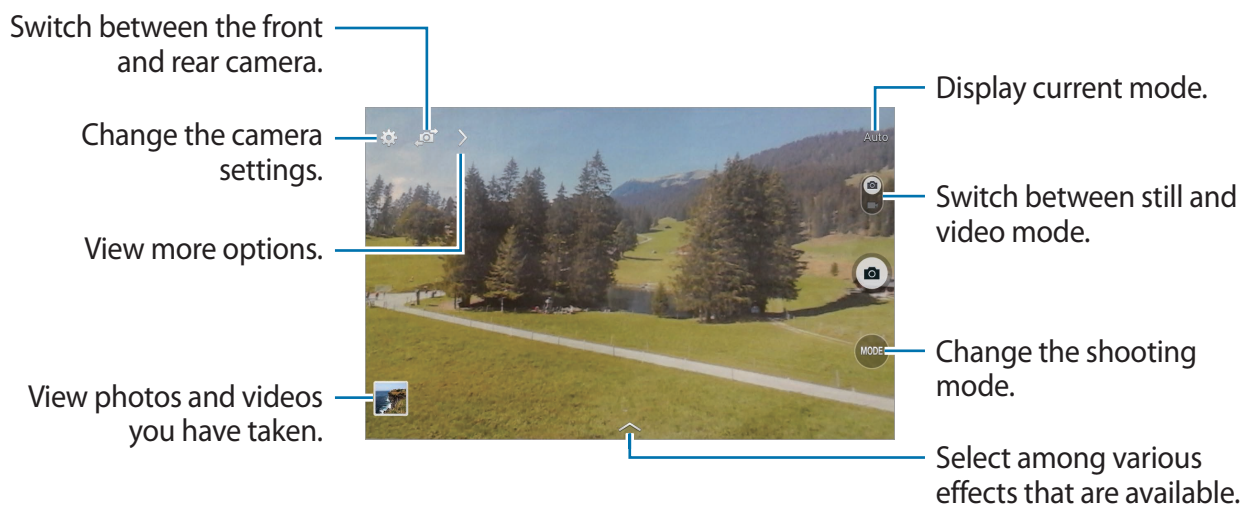 Switch between the front
and rear camera.
Change the camera
settings.
View more options.
View photos and videos
you have taken.
Auto
MODE
Display current mode.
Switch between still and
video mode.
Change the shooting
mode.
Select among various
effects that are available.